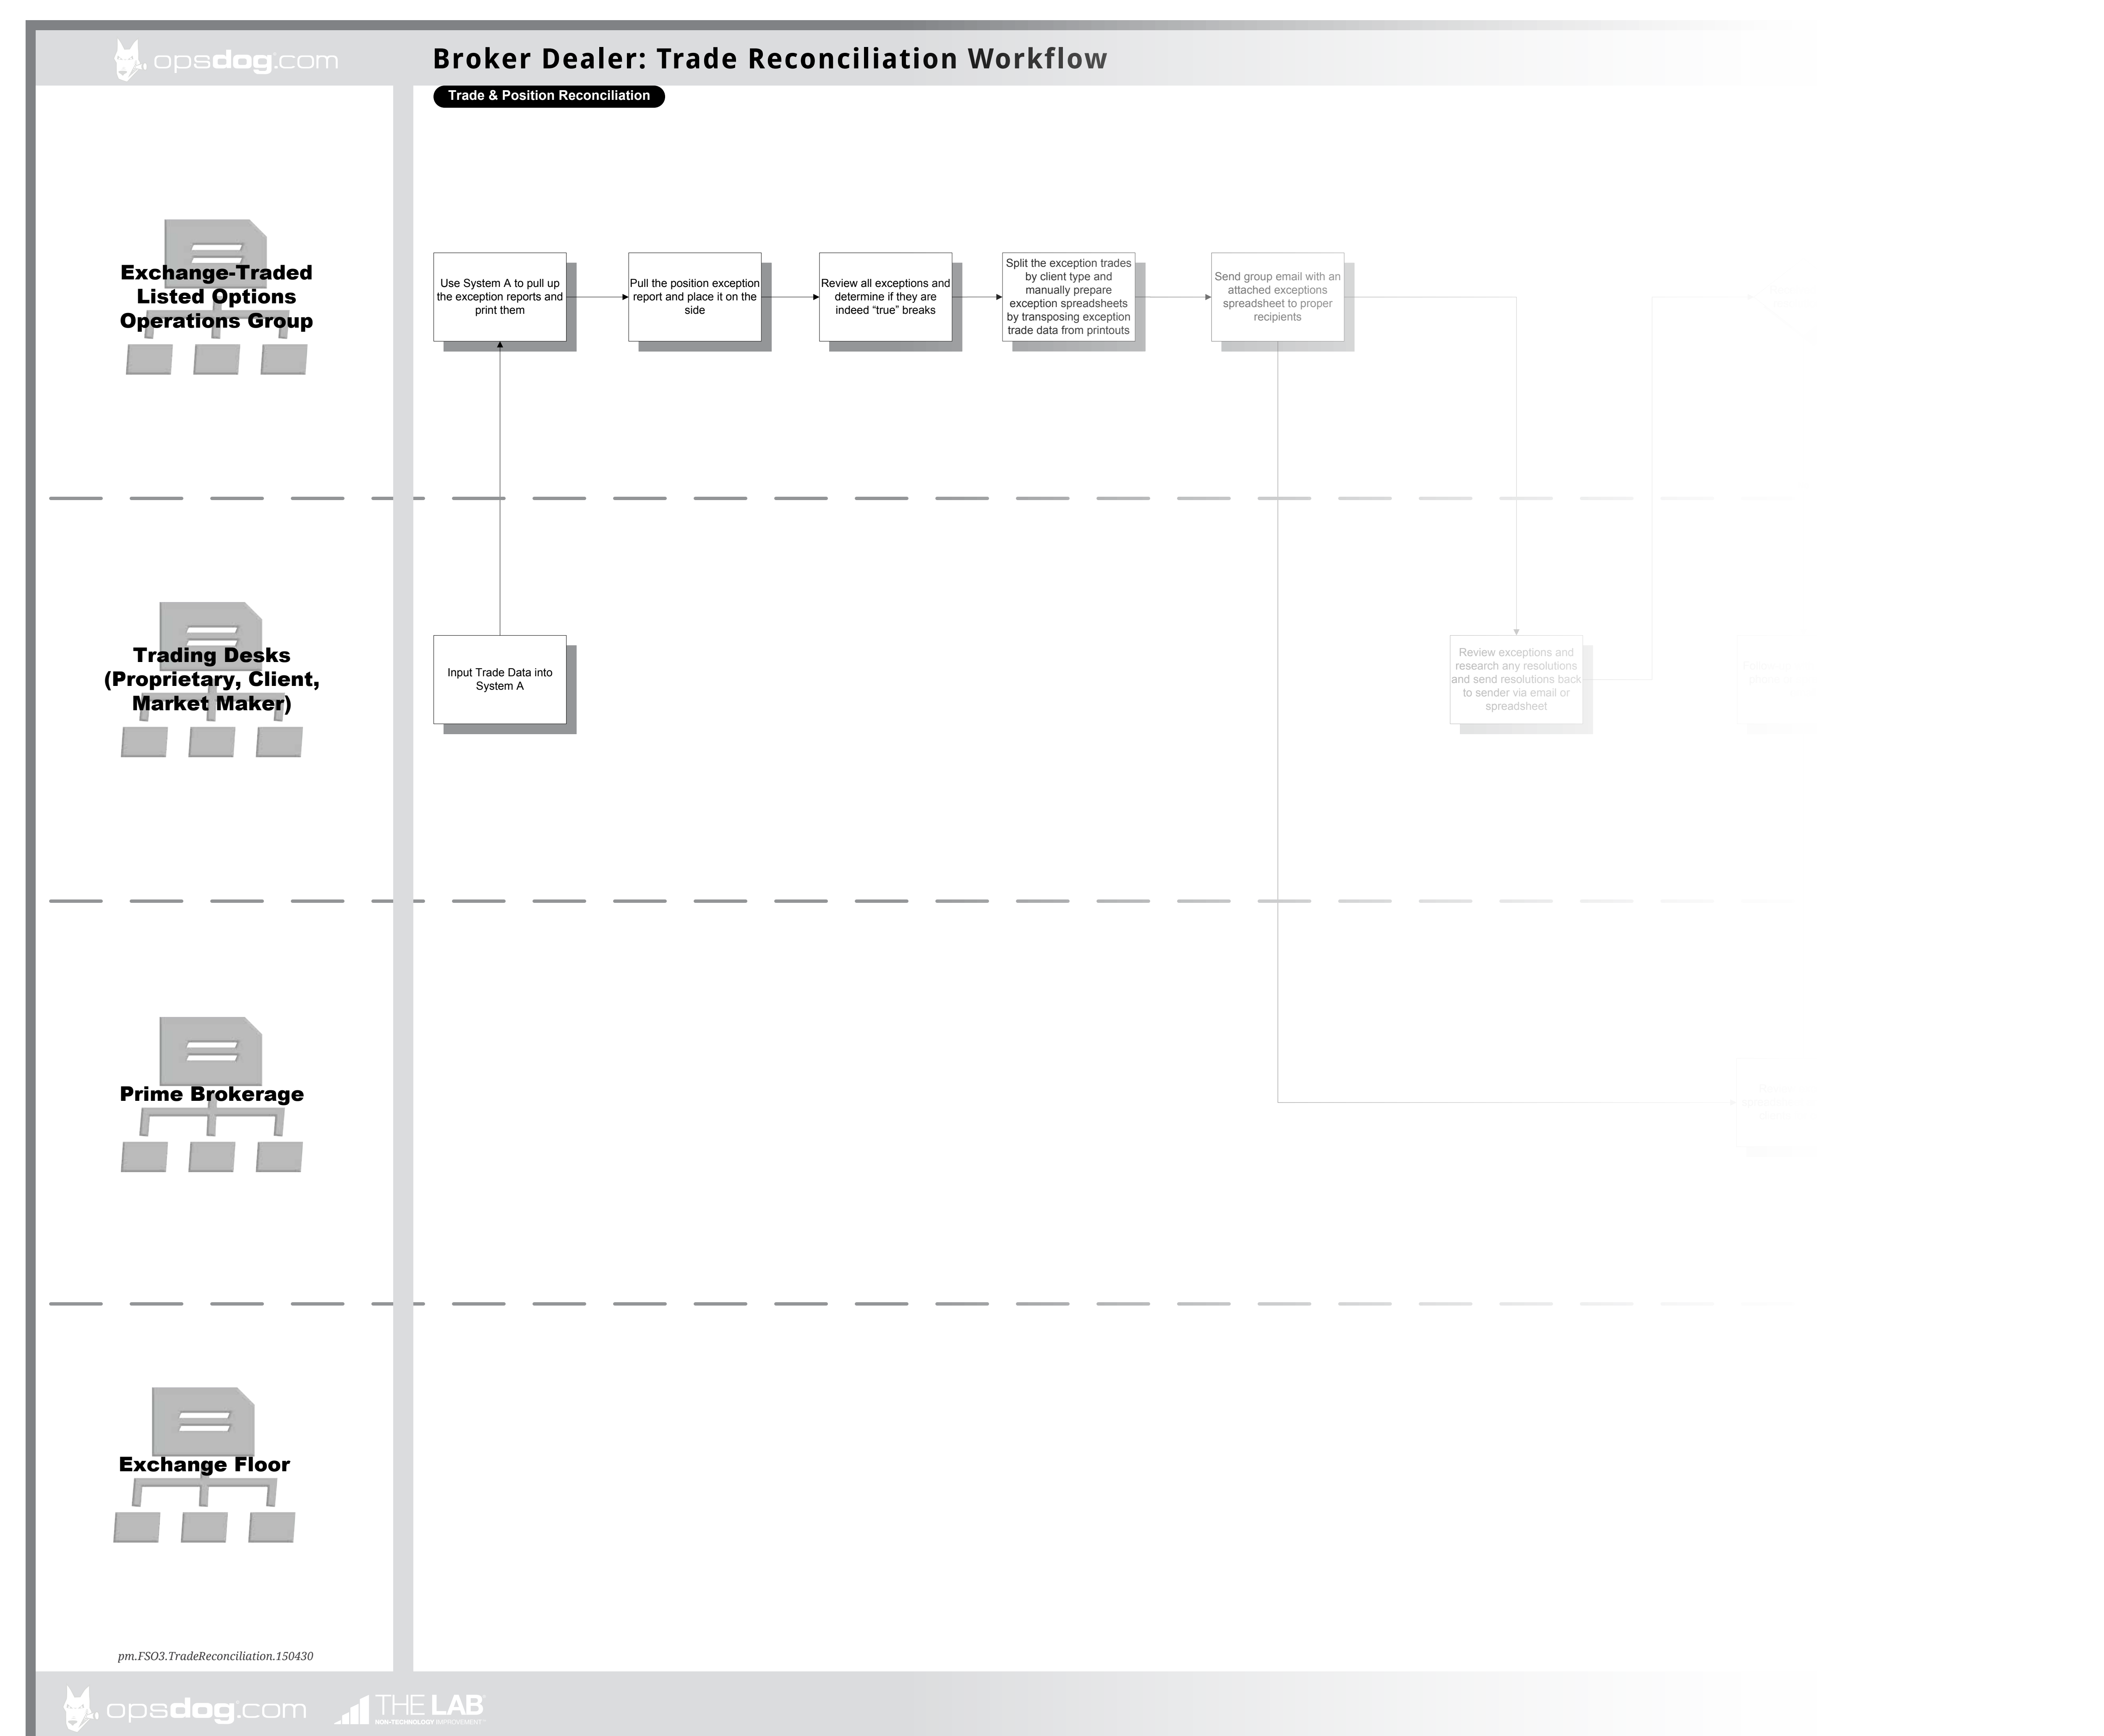 opsdog.com
Broker Dealer: Trade Reconciliation Workflow
Trade & Position Reconciliation
Exchange-Traded
Listed Options
Operations Group
Use System A to pull up
the exception reports and
print them
Pull the position exception
report and place it on the
side
Review all exceptions and
determine if they are
indeed “true” breaks
Split the exception trades
by client type and
manually prepare
exception spreadsheets
by transposing exception
trade data from printouts
Send group email with an
attached exceptions
spreadsheet to proper
recipients
Trading Desks
(Proprietary, Client,
Market Maker)
Input Trade Data into
System A
Review exceptions and
research any resolutions
and send resolutions back
to sender via email or
spreadsheet
Prime Brokerage
Exchange Floor
pm.FSO3.TradeReconciliation.150430
opsdog.com
THE LAB
NON-TECHNOLOGY IMPROVEMENT